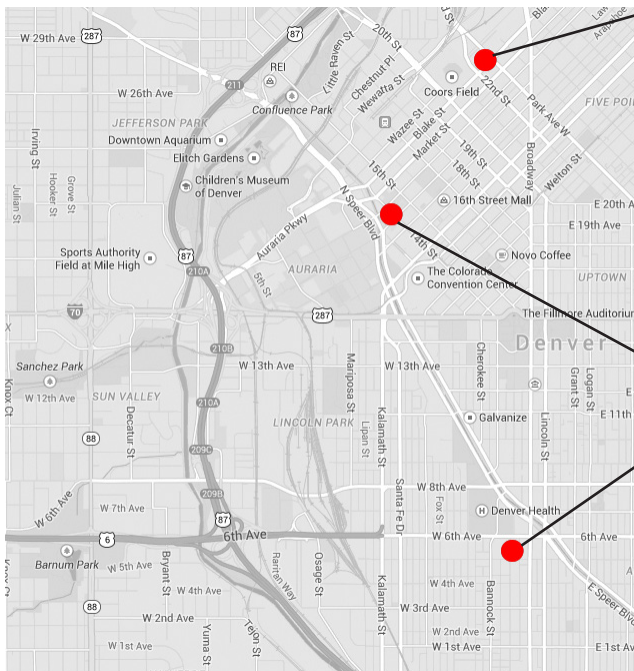 W 29th Ave
287
87
20th St
Blake
Lawrence
Arapahoe
REI
Little Raven St
Chestnut Pl
Wewatta St
Coors Field
22nd St
Park Ave W
211
W 26th Ave
Confluence Park
JEFFERSON PARK
FIVE POI
Downtown Aquarium
Elitch Gardens
Wazee St
Blake St
Market St
19th St
18th St
Broadway
Welton St
Irving St
Hooker St
Grove St
Julian St
Children's Museum
of Denver
15th St
16th Street Mall
N Speer Blvd
E 20th A
E 19th Ave
Auraria Pkwy
14th St
Sports Authority
Field at Mile High
87
210A
AURARIA
5th St
Novo Coffee
The Colorado
Convention Center
UPTOWN
70
287
The Fillmore Auditorium
X
210B
Denver
Sanchez Park
W 13th Ave
W 13th Ave
Mariposa St
Cherokee St
Logan St
Grant St
Knox Ct
W 12th Ave
SUN VALLEY
210A
LINCOLN PARK
Lipan St
Kalamath St
Galvanize
Lincoln St
E 11th
Decatur St
88
209C
W 8th Ave
Santa Fe Dr
Fox St
209B
W 6th Ave
W 7th Ave
87
H
Denver Health
6
6th Ave
W 6th Ave
6th Ave
Barnum Park
W 5th Ave
Bryant St
W 4th Ave
Raritan Way
Osage St
Kalamath St
W 4th Ave
Bannock St
E Speer Blvd
88
W 3rd Ave
W 2nd Ave
Yuma St
Tejon St
W 2nd Ave
W 1st Ave
W 1st Ave
E 1st Ave